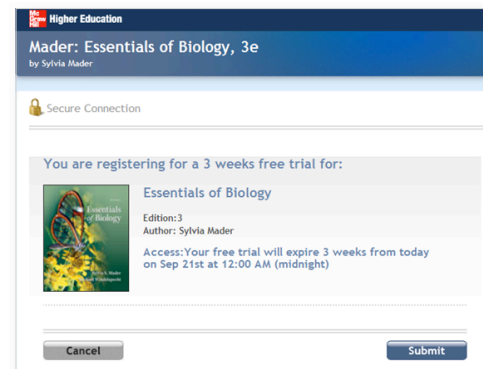 Mc
Graw
Hill
Higher Education
Mader: Essentials of Biology, 3e
by Sylvia Mader
Secure Connection
You are registering for a 3 weeks free trial for:
Essentials of Biology
Essentials
of Biology
Edition:3
Author: Sylvia Mader
Access:Your free trial will expire 3 weeks from today
on Sep 21st at 12:00 AM (midnight)
Sylvia S. Mader
Cancel
Submit